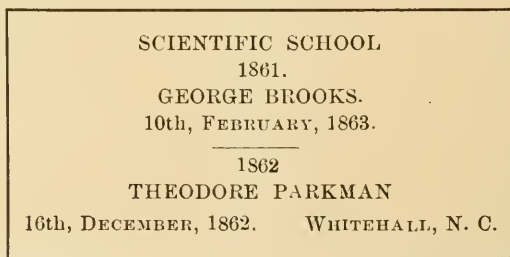 SCIENTIFIC SCHOOL
1861.
GEORGE BROOKS.
10th, FEBRUARY, 1863.
1862
THEODORE PARKMAN
16th, DECEMBER, 1862. WHITEHALL, N. C.